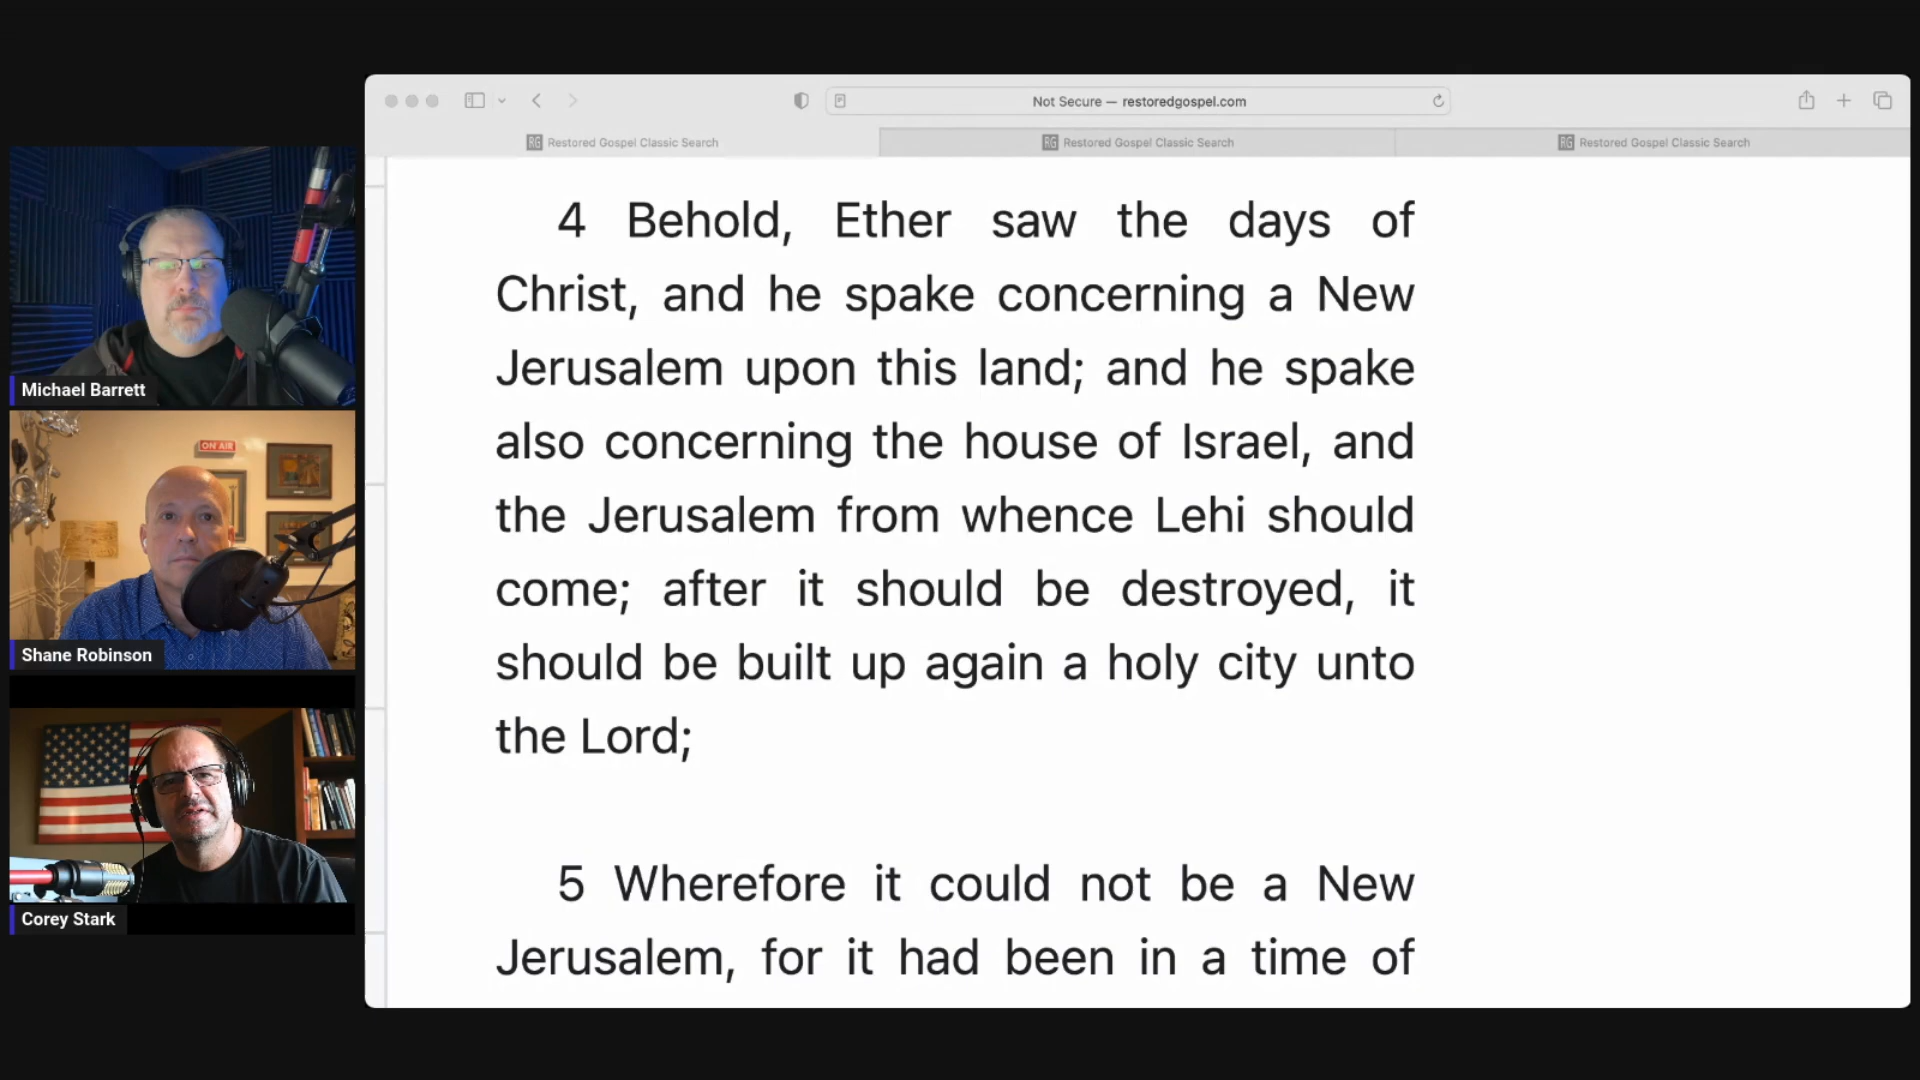 Not Secure — restoredgospel.com
RG Restored Gospel Classic Search
RG Restored Gospel Classic Search
RG Restored Gospel Classic Search
4 Behold, Ether saw the days of
Christ, and he spake concerning a New
Jerusalem upon this land; and he spake
also concerning the house of Israel, and
the Jerusalem from whence Lehi should
come; after it should be destroyed, it
should be built up again a holy city unto
the Lord;
5 Wherefore it could not be a New
Jerusalem, for it had been in a time of
Michael Barrett
ON AIR
Shane Robinson
Corey Stark